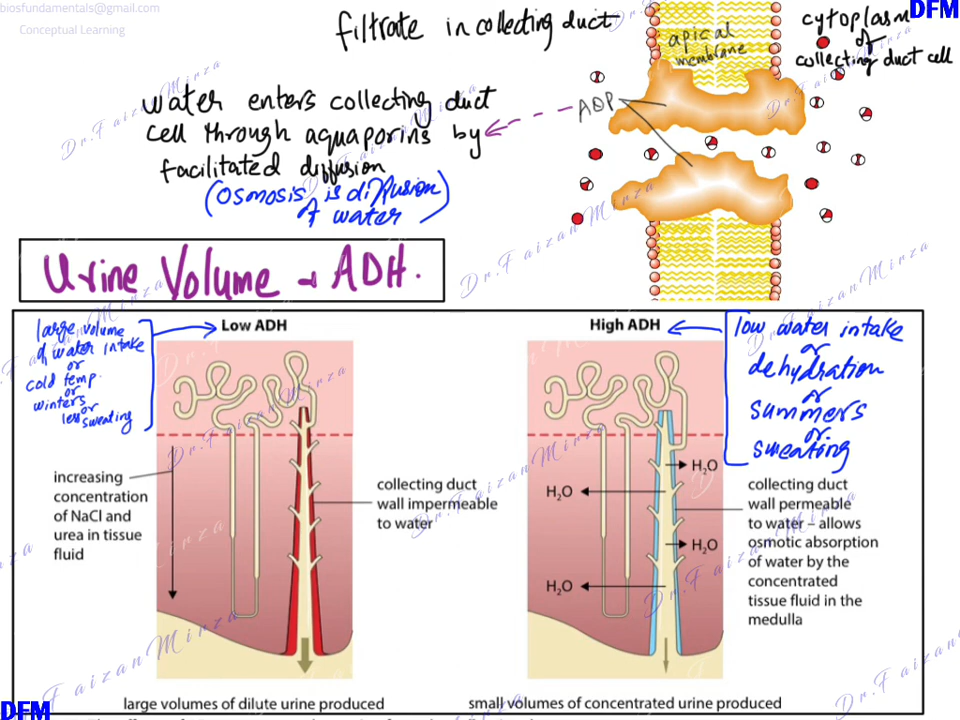 biosfundamentals@gmail.com
Conceptual Learning
DFM
filtrate in collecting duct
apical
membrane
cytoplasm
of
collecting duct cell
AQP
water enters collecting duct
cell through aquaporins by
facilitated diffusion
(Osmosis is diffusion
of water)
Urine Volume & ADH.
large volume
of water intake
or
cold temp.
or
winters
or
less sweating
Low ADH
High ADH
low water intake
or
dehydration
or
summers
or
sweating
increasing
concentration
of NaCl and
urea in tissue
fluid
collecting duct
wall impermeable
to water
H₂O
H₂O
H₂O
H₂O
collecting duct
wall permeable
to water – allows
osmotic absorption
of water by the
concentrated
tissue fluid in the
medulla
large volumes of dilute urine produced
small volumes of concentrated urine produced
DFM
Dr.Faizan Mirza